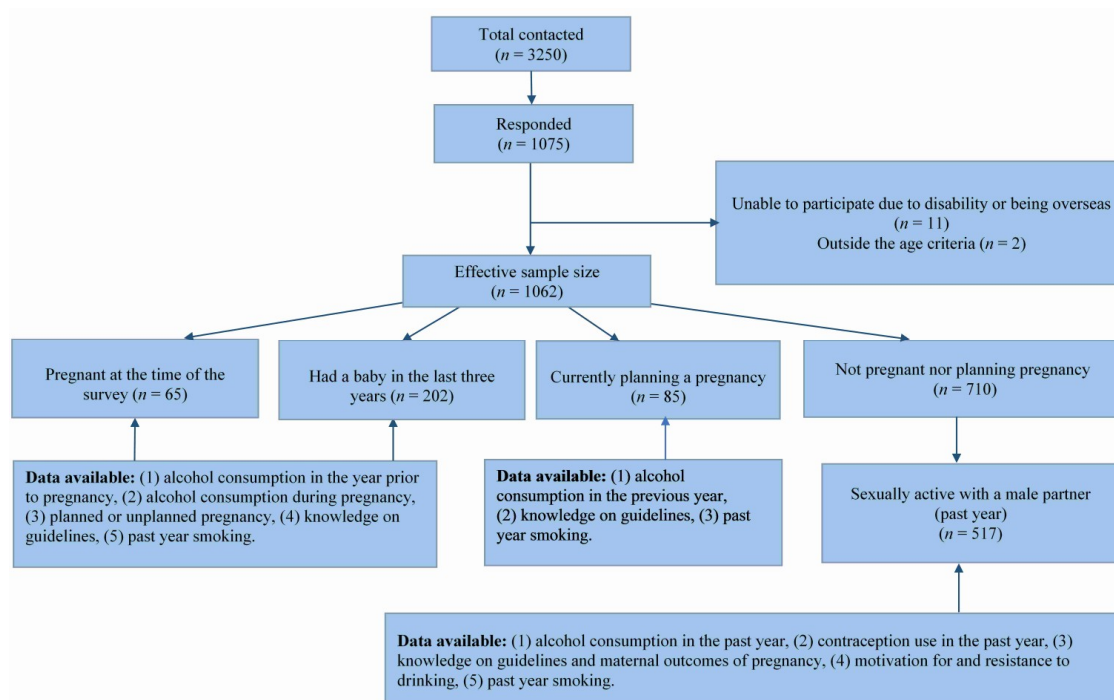 Total contacted
(n = 3250)
Responded
(n = 1075)
Unable to participate due to disability or being overseas
(n = 11)
Outside the age criteria (n = 2)
Effective sample size
(n = 1062)
Pregnant at the time of the
survey (n = 65)
Had a baby in the last three
years (n = 202)
Currently planning a pregnancy
(n = 85)
Not pregnant nor planning pregnancy
(n = 710)
Data available: (1) alcohol consumption in the year prior
to pregnancy, (2) alcohol consumption during pregnancy,
(3) planned or unplanned pregnancy, (4) knowledge on
guidelines, (5) past year smoking.
Data available: (1) alcohol
consumption in the previous year,
(2) knowledge on guidelines, (3) past
year smoking.
Sexually active with a male partner
(past year)
(n = 517)
Data available: (1) alcohol consumption in the past year, (2) contraception use in the past year, (3)
knowledge on guidelines and maternal outcomes of pregnancy, (4) motivation for and resistance to
drinking, (5) past year smoking.